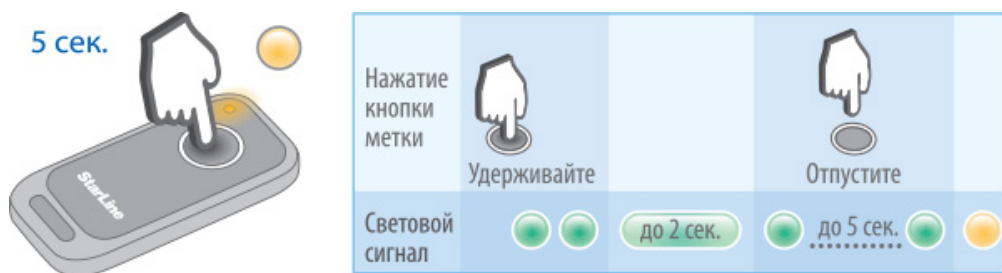 5 сек.
StarLine
Нажатие
кнопки
метки
Удерживайте
Отпустите
Световой
сигнал
до 2 сек.
до 5 сек.